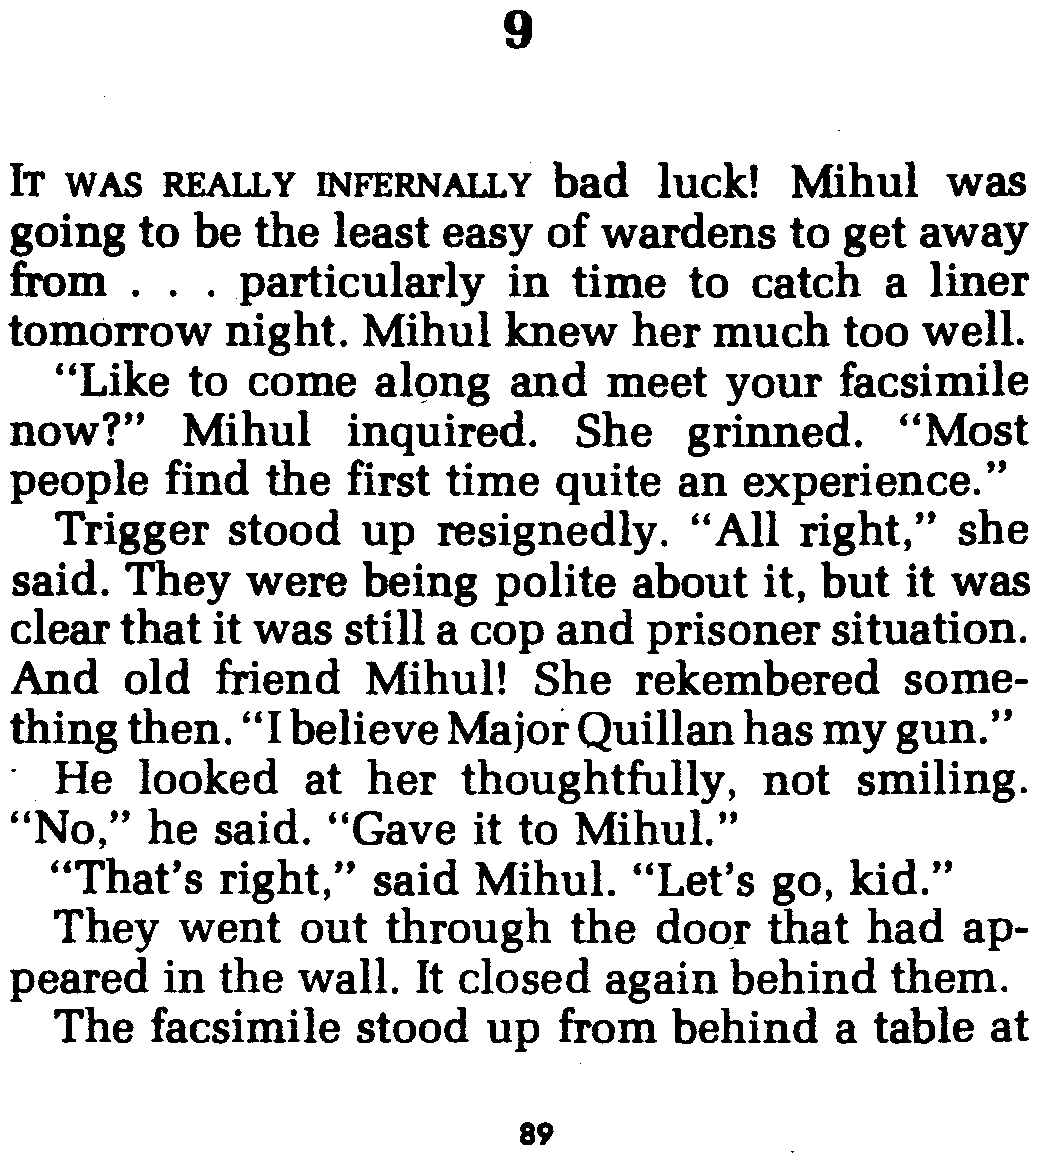 9
IT WAS REALLY INFERNALLY bad luck! Mihul was
going to be the least easy of wardens to get away
from . . . particularly in time to catch a liner
tomorrow night. Mihul knew her much too well.
“Like to come along and meet your facsimile
now?” Mihul inquired. She grinned. “Most
people find the first time quite an experience.”
Trigger stood up resignedly. “All right,” she
said. They were being polite about it, but it was
clear that it was still a cop and prisoner situation.
And old friend Mihul! She rekembered some-
thing then. “I believe Major Quillan has my gun.”
He looked at her thoughtfully, not smiling.
“No,” he said. “Gave it to Mihul.”
“That’s right,” said Mihul. “Let’s go, kid.”
They went out through the door that had ap-
peared in the wall. It closed again behind them.
The facsimile stood up from behind a table at
89